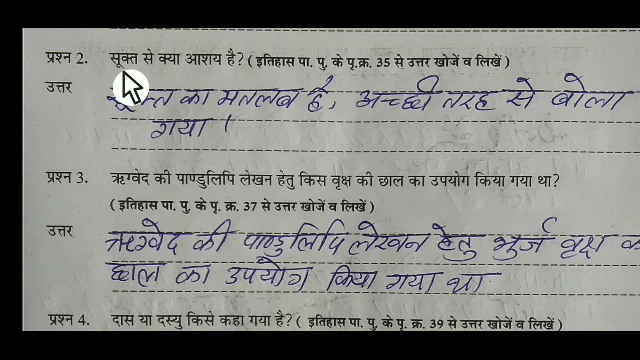 प्रश्न 2. सूक्त से क्या आशय है? ( इतिहास पा. पु. के पृ.क्र. 35 से उत्तर खोजें व लिखें )
उत्तर सूक्त का मतलब है, अच्छी तरह से बोला
गया ।
प्रश्न 3. ऋग्वेद की पाण्डुलिपि लेखन हेतु किस वृक्ष की छाल का उपयोग किया गया था?
( इतिहास पा. पु. के पृ. क्र. 37 से उत्तर खोजें व लिखें )
उत्तर ऋग्वेद की पाण्डुलिपि लेखन हेतु भुर्ज वृक्ष
छाल का उपयोग किया गया था
प्रश्न 4. दास या दस्यु किसे कहा गया है? ( इतिहास पा. पु. के पृ. क्र. 39 से उत्तर खोजें व लिखें )